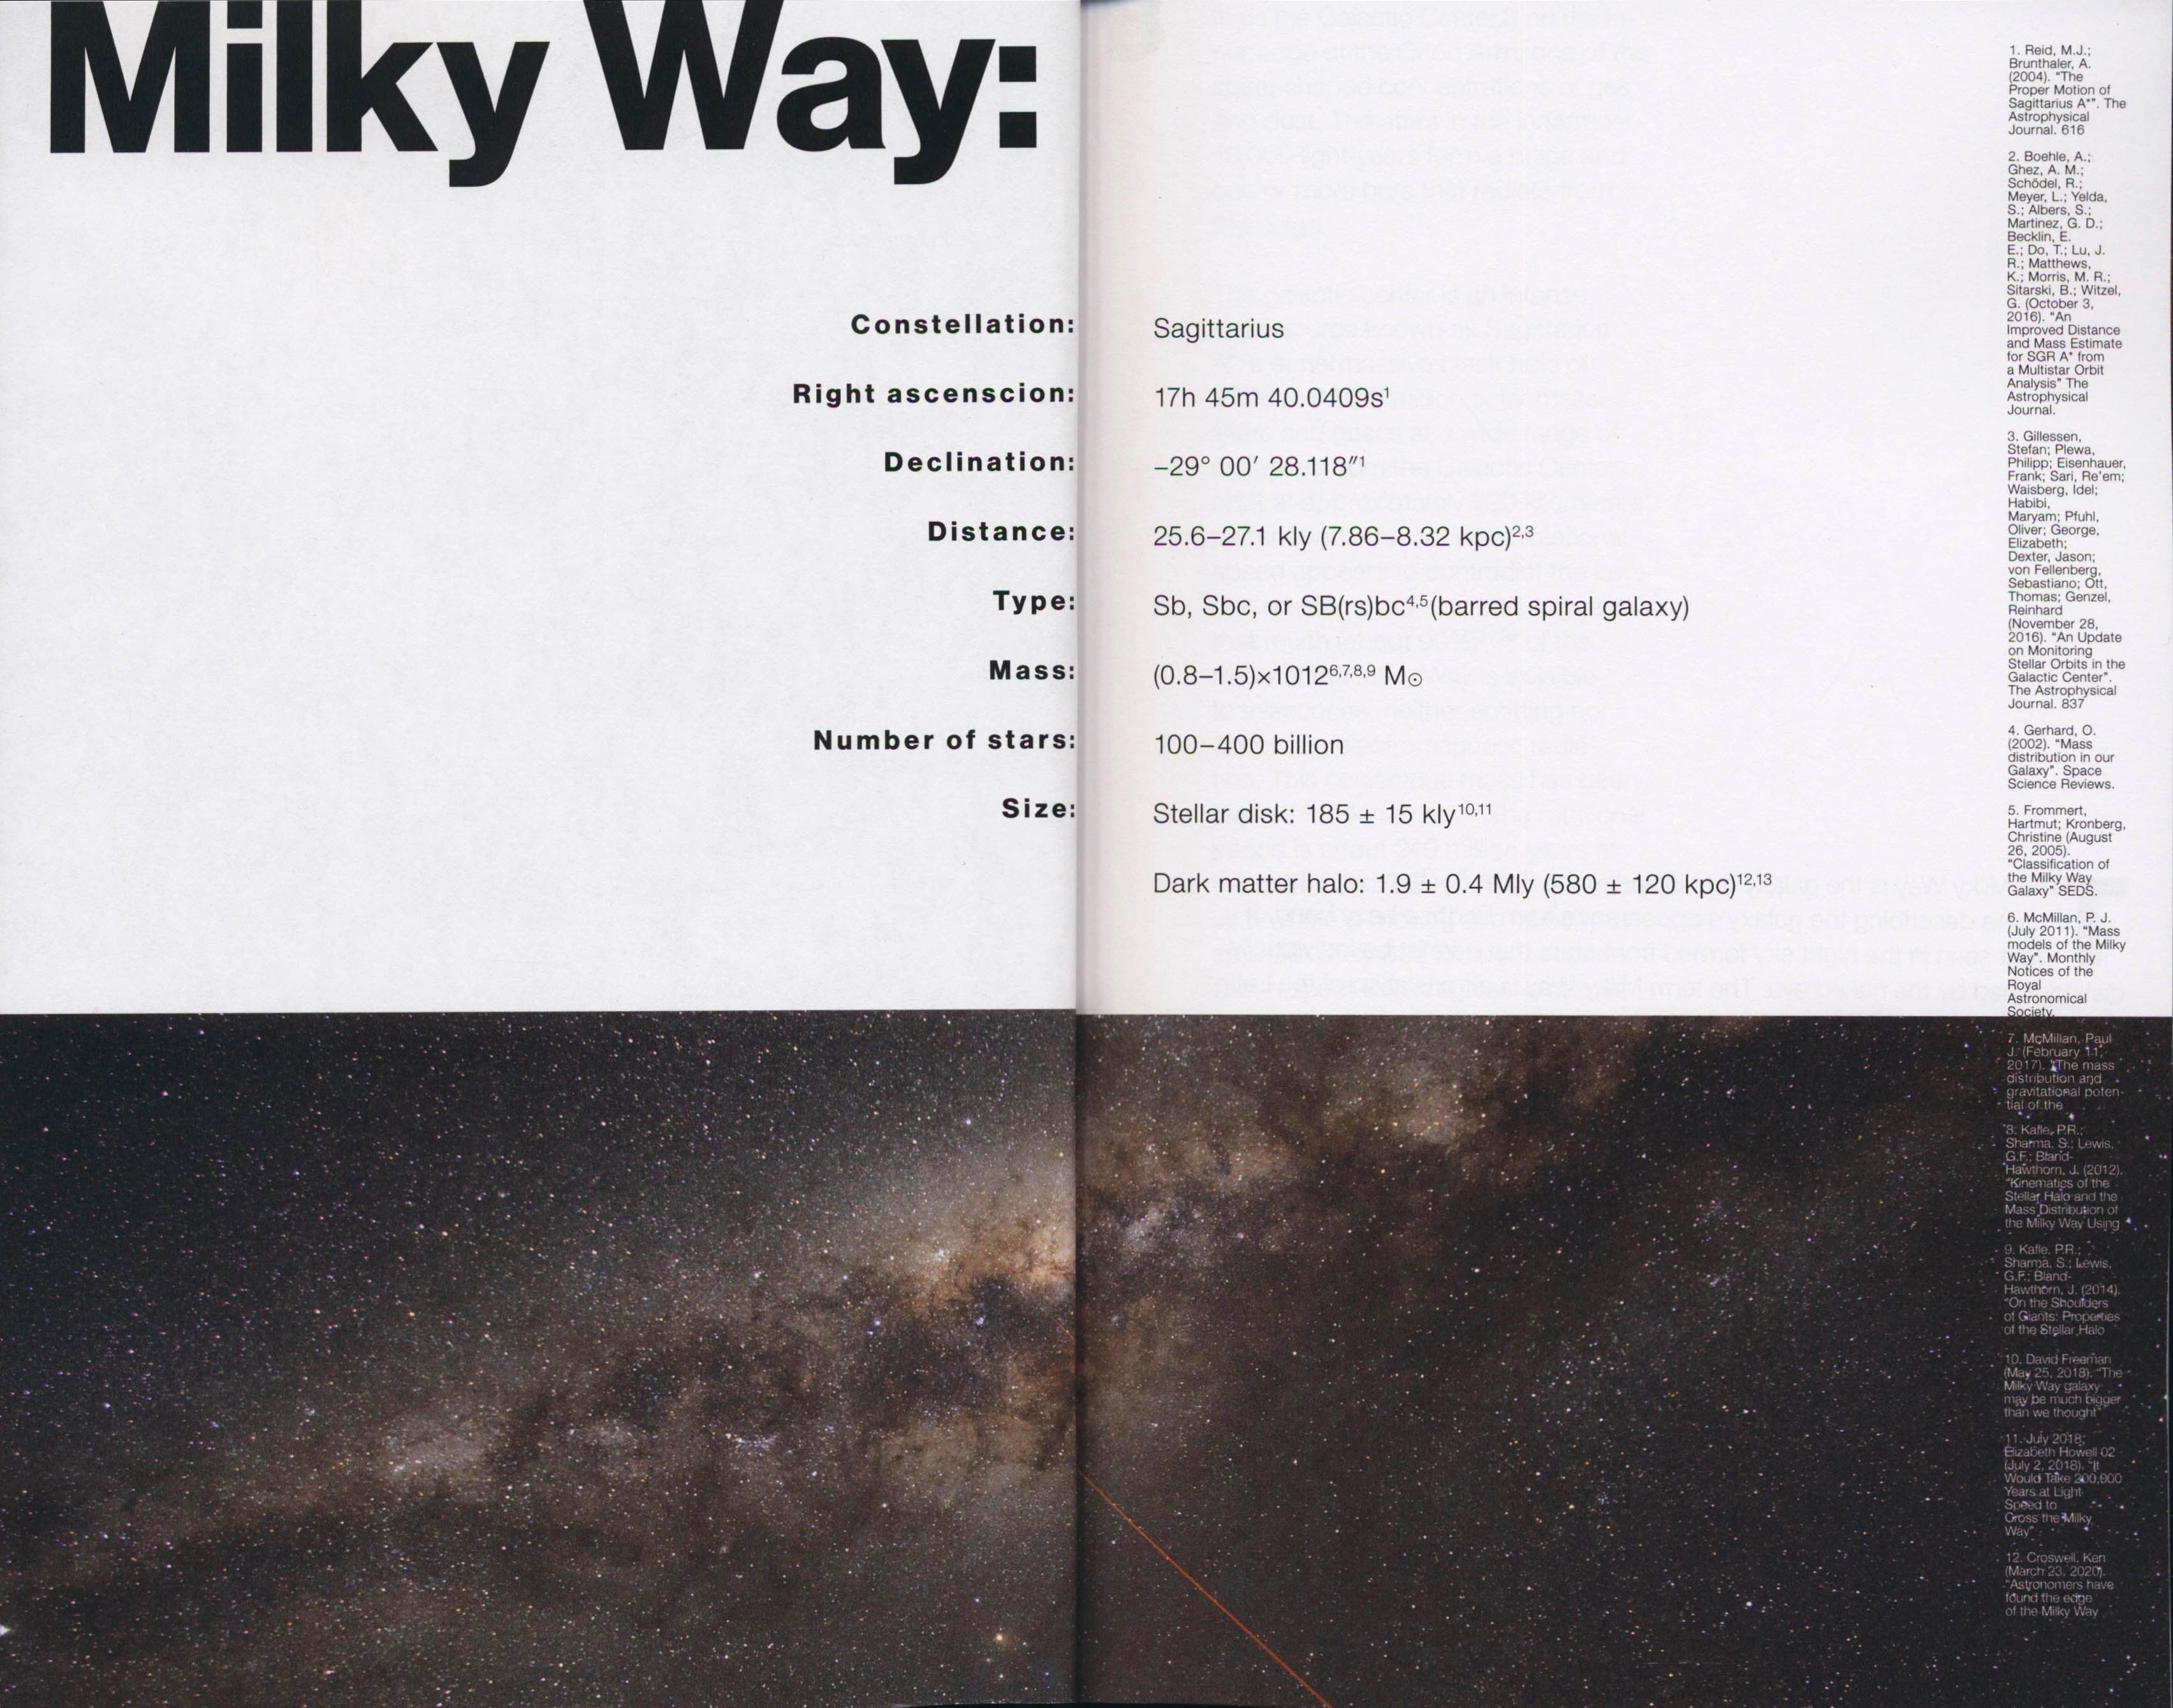 Milky Way:
Constellation: Sagittarius
Right ascenscion: 17h 45m 40.0409s¹
Declination: –29° 00′ 28.118″¹
Distance: 25.6–27.1 kly (7.86–8.32 kpc)²,³
Type: Sb, Sbc, or SB(rs)bc⁴,⁵(barred spiral galaxy)
Mass: (0.8–1.5)×1012⁶,⁷,⁸,⁹ M☉
Number of stars: 100–400 billion
Size: Stellar disk: 185 ± 15 kly¹⁰,¹¹
Dark matter halo: 1.9 ± 0.4 Mly (580 ± 120 kpc)¹²,¹³
1. Reid, M.J.;
Brunthaler, A.
(2004). “The
Proper Motion of
Sagittarius A*”. The
Astrophysical
Journal. 616
2. Boehle, A.;
Ghez, A. M.;
Schödel, R.;
Meyer, L.; Yelda,
S.; Albers, S.;
Martinez, G. D.;
Becklin, E.
E.; Do, T.; Lu, J.
R.; Matthews,
K.; Morris, M. R.;
Sitarski, B.; Witzel,
G. (October 3,
2016). “An
Improved Distance
and Mass Estimate
for SGR A* from
a Multistar Orbit
Analysis” The
Astrophysical
Journal.
3. Gillessen,
Stefan; Plewa,
Philipp; Eisenhauer,
Frank; Sari, Re’em;
Waisberg, Idel;
Habibi,
Maryam; Pfuhl,
Oliver; George,
Elizabeth;
Dexter, Jason;
von Fellenberg,
Sebastiano; Ott,
Thomas; Genzel,
Reinhard
(November 28,
2016). “An Update
on Monitoring
Stellar Orbits in the
Galactic Center”.
The Astrophysical
Journal. 837
4. Gerhard, O.
(2002). “Mass
distribution in our
Galaxy”. Space
Science Reviews.
5. Frommert,
Hartmut; Kronberg,
Christine (August
26, 2005).
“Classification of
the Milky Way
Galaxy” SEDS.
6. McMillan, P. J.
(July 2011). “Mass
models of the Milky
Way”. Monthly
Notices of the
Royal
Astronomical
Society.
7. McMillan, Paul
J. (February 11,
2017). “The mass
distribution and
gravitational poten-
tial of the
8. Kafle, P.R.;
Sharma, S.; Lewis,
G.F.; Bland-
Hawthorn, J. (2012).
“Kinematics of the
Stellar Halo and the
Mass Distribution of
the Milky Way Using
9. Kafle, P.R.;
Sharma, S.; Lewis,
G.F.; Bland-
Hawthorn, J. (2014).
“On the Shoulders
of Giants: Properties
of the Stellar Halo
10. David Freeman
(May 25, 2018). “The
Milky Way galaxy
may be much bigger
than we thought”
11. July 2018,
Elizabeth Howell 02
(July 2, 2018). “It
Would Take 200,000
Years at Light
Speed to
Cross the Milky
Way”
12. Croswell, Ken
(March 23, 2020).
“Astronomers have
found the edge
of the Milky Way